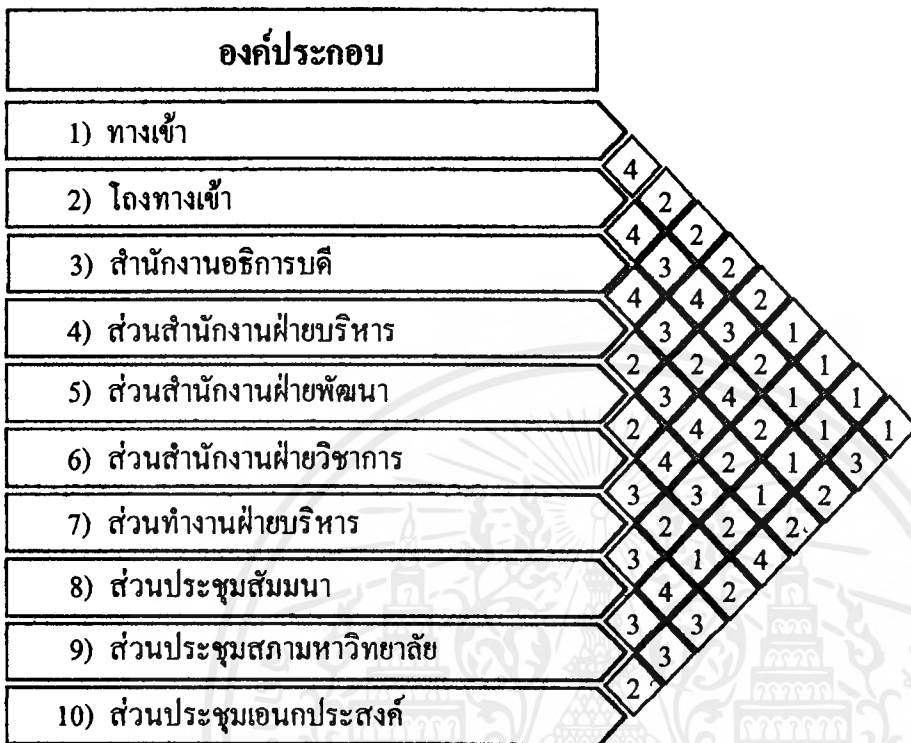 องค์ประกอบ
1) ทางเข้า
4
2) โถงทางเข้า
2
4 2
3) สำนักงานอธิการบดี
3 2
4 4 2
4) ส่วนสำนักงานฝ่ายบริหาร
3 3 1
2 2 2 1
5) ส่วนสำนักงานฝ่ายพัฒนา
3 4 1 1
2 4 2 1 1
6) ส่วนสำนักงานฝ่ายวิชาการ
4 2 1 3
3 3 1 2
7) ส่วนทำงานฝ่ายบริหาร
2 2 2
3 1 4
8) ส่วนประชุมสัมมนา
4 2
3 3
9) ส่วนประชุมสภามหาวิทยาลัย
3
2
10) ส่วนประชุมเอนกประสงค์